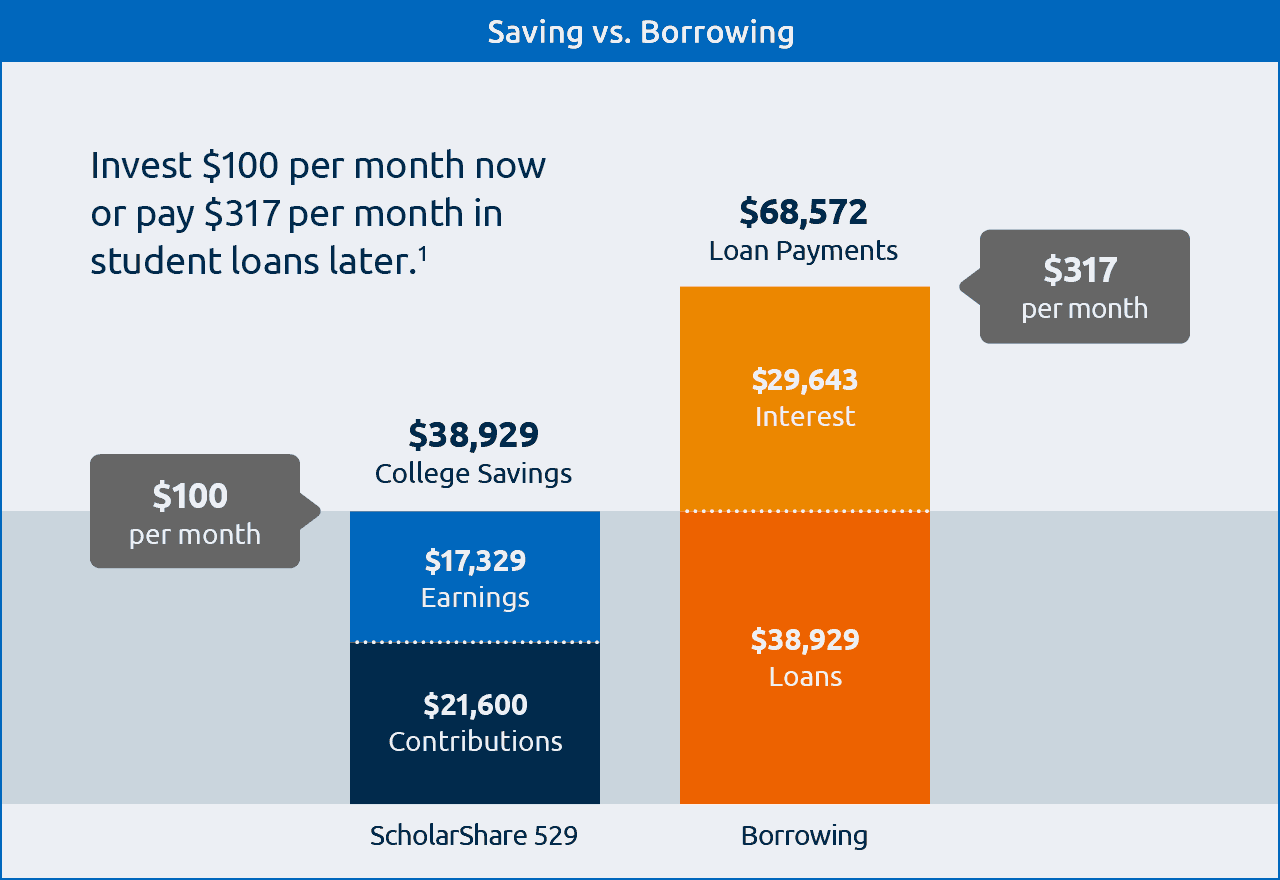 Saving vs. Borrowing
Invest $100 per month now
or pay $317 per month in
student loans later.¹
$68,572
Loan Payments
$317
per month
$29,643
Interest
$38,929
College Savings
$100
per month
$17,329
Earnings
$38,929
Loans
$21,600
Contributions
ScholarShare 529
Borrowing